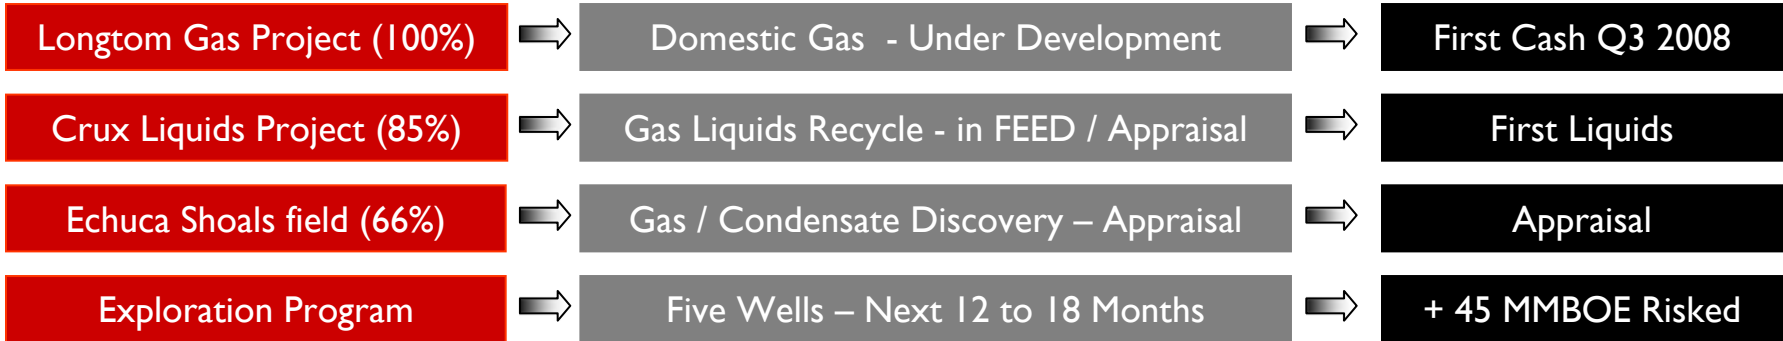 Longtom Gas Project (100%) Domestic Gas - Under Development First Cash Q3 2008
Crux Liquids Project (85%) Gas Liquids Recycle - in FEED / Appraisal First Liquids
Echuca Shoals field (66%) Gas / Condensate Discovery – Appraisal Appraisal
Exploration Program Five Wells – Next 12 to 18 Months + 45 MMBOE Risked